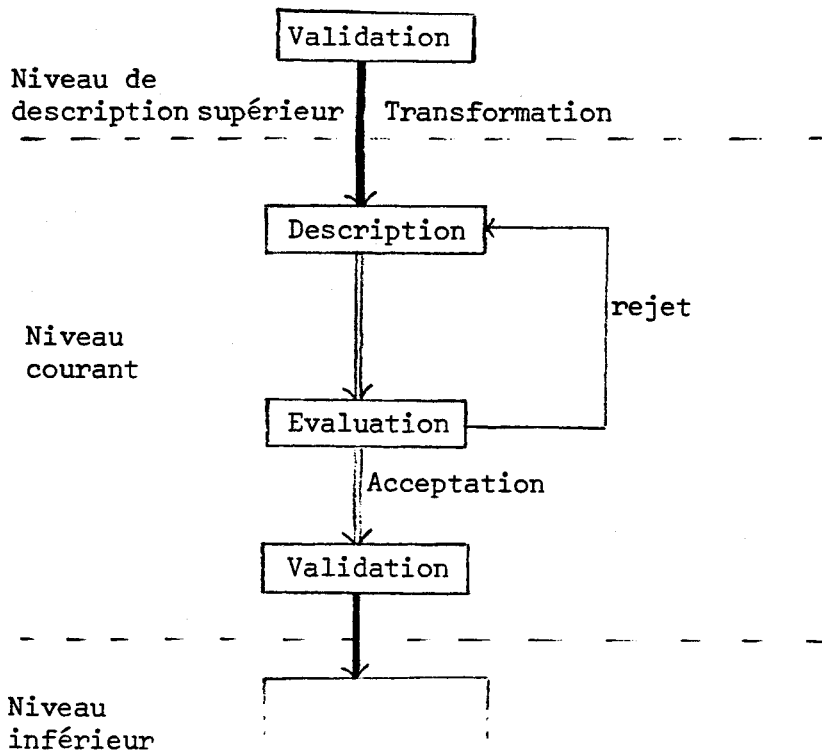 Validation
Niveau de
description supérieur
Transformation
Description
rejet
Niveau
courant
Evaluation
Acceptation
Validation
Niveau
inférieur